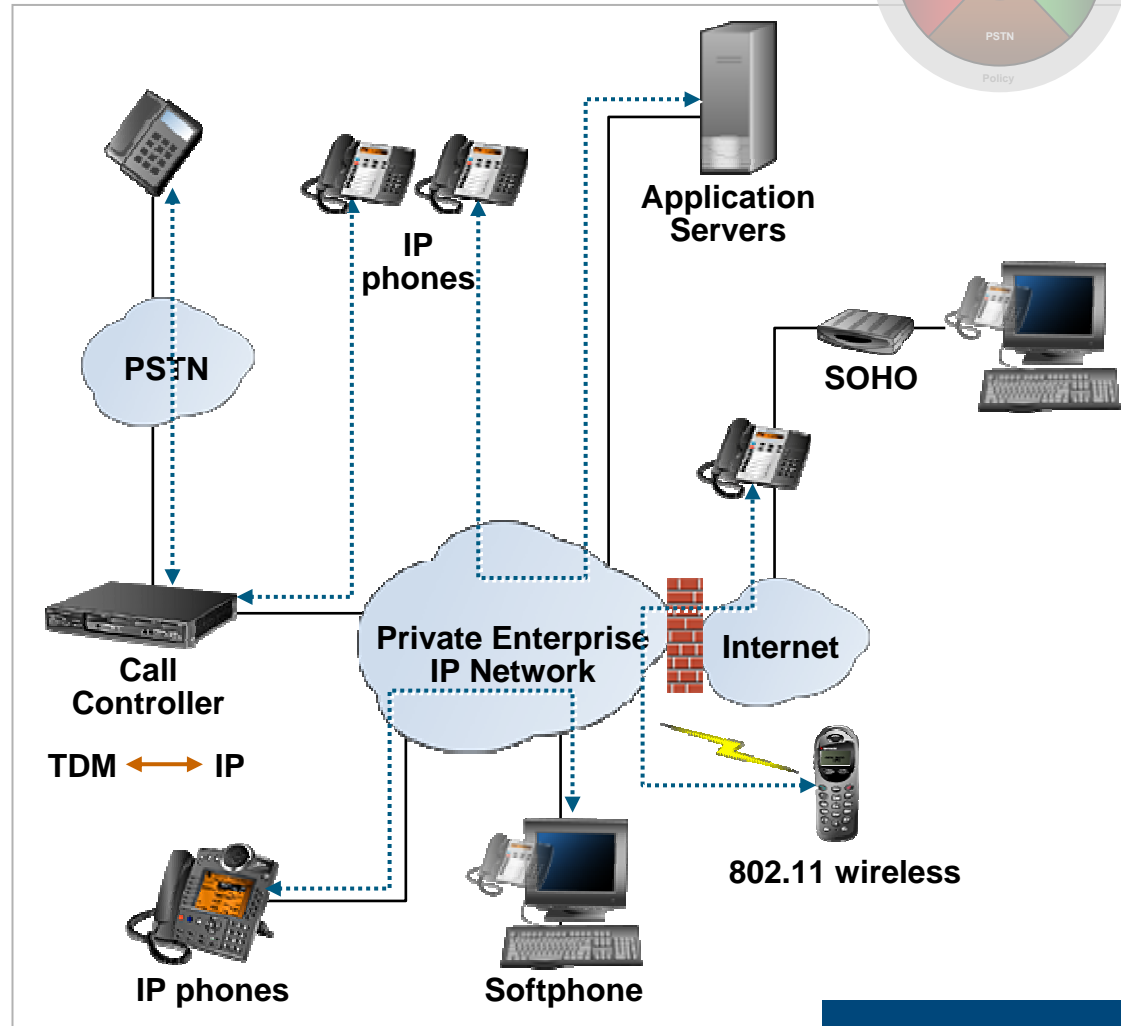 PSTN
Policy
Application
Servers
IP
phones
SOHO
PSTN
Private Enterprise
IP Network
Internet
Call
Controller
TDM
IP
802.11 wireless
IP phones
Softphone